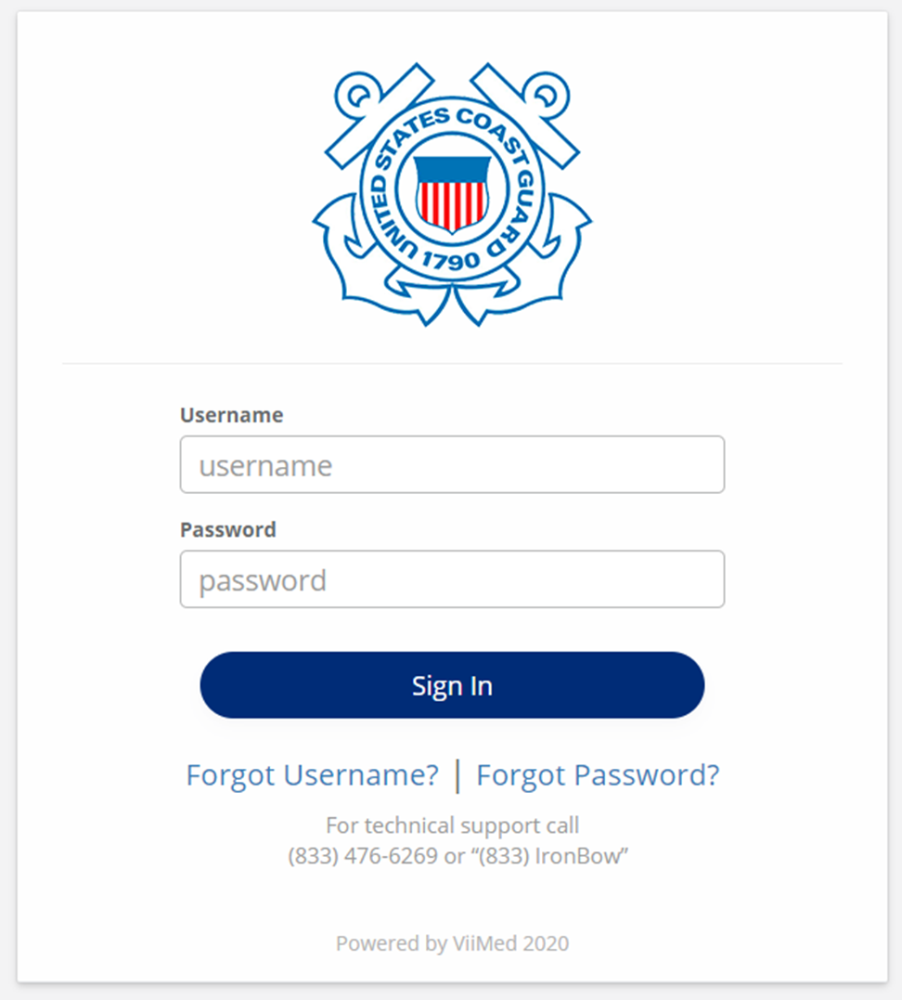 UNITED STATES COAST GUARD
1790
Username
username
Password
password
Sign In
Forgot Username? | Forgot Password?
For technical support call
(833) 476-6269 or “(833) IronBow”
Powered by ViiMed 2020